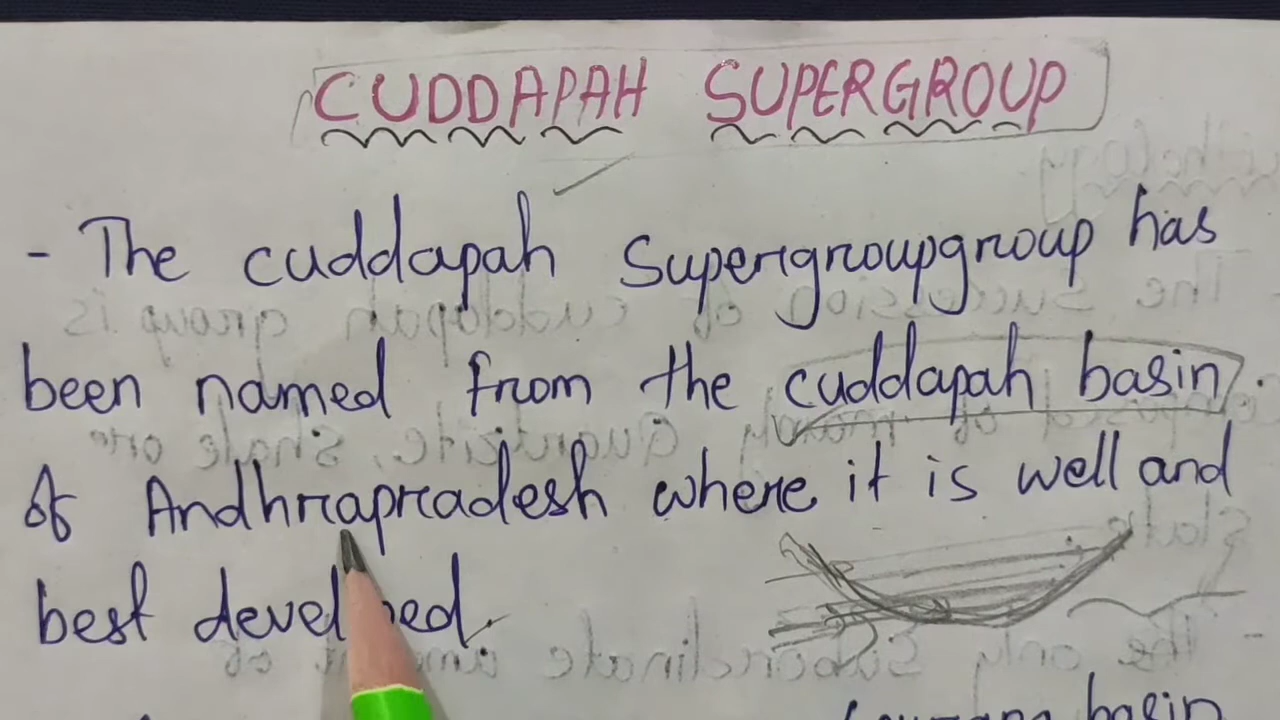 CUDDAPAH SUPERGROUP
- The cuddapah Supergroupgroup has
been named from the cuddapah basin.
of Andhrapradesh where it is well and
best
basin